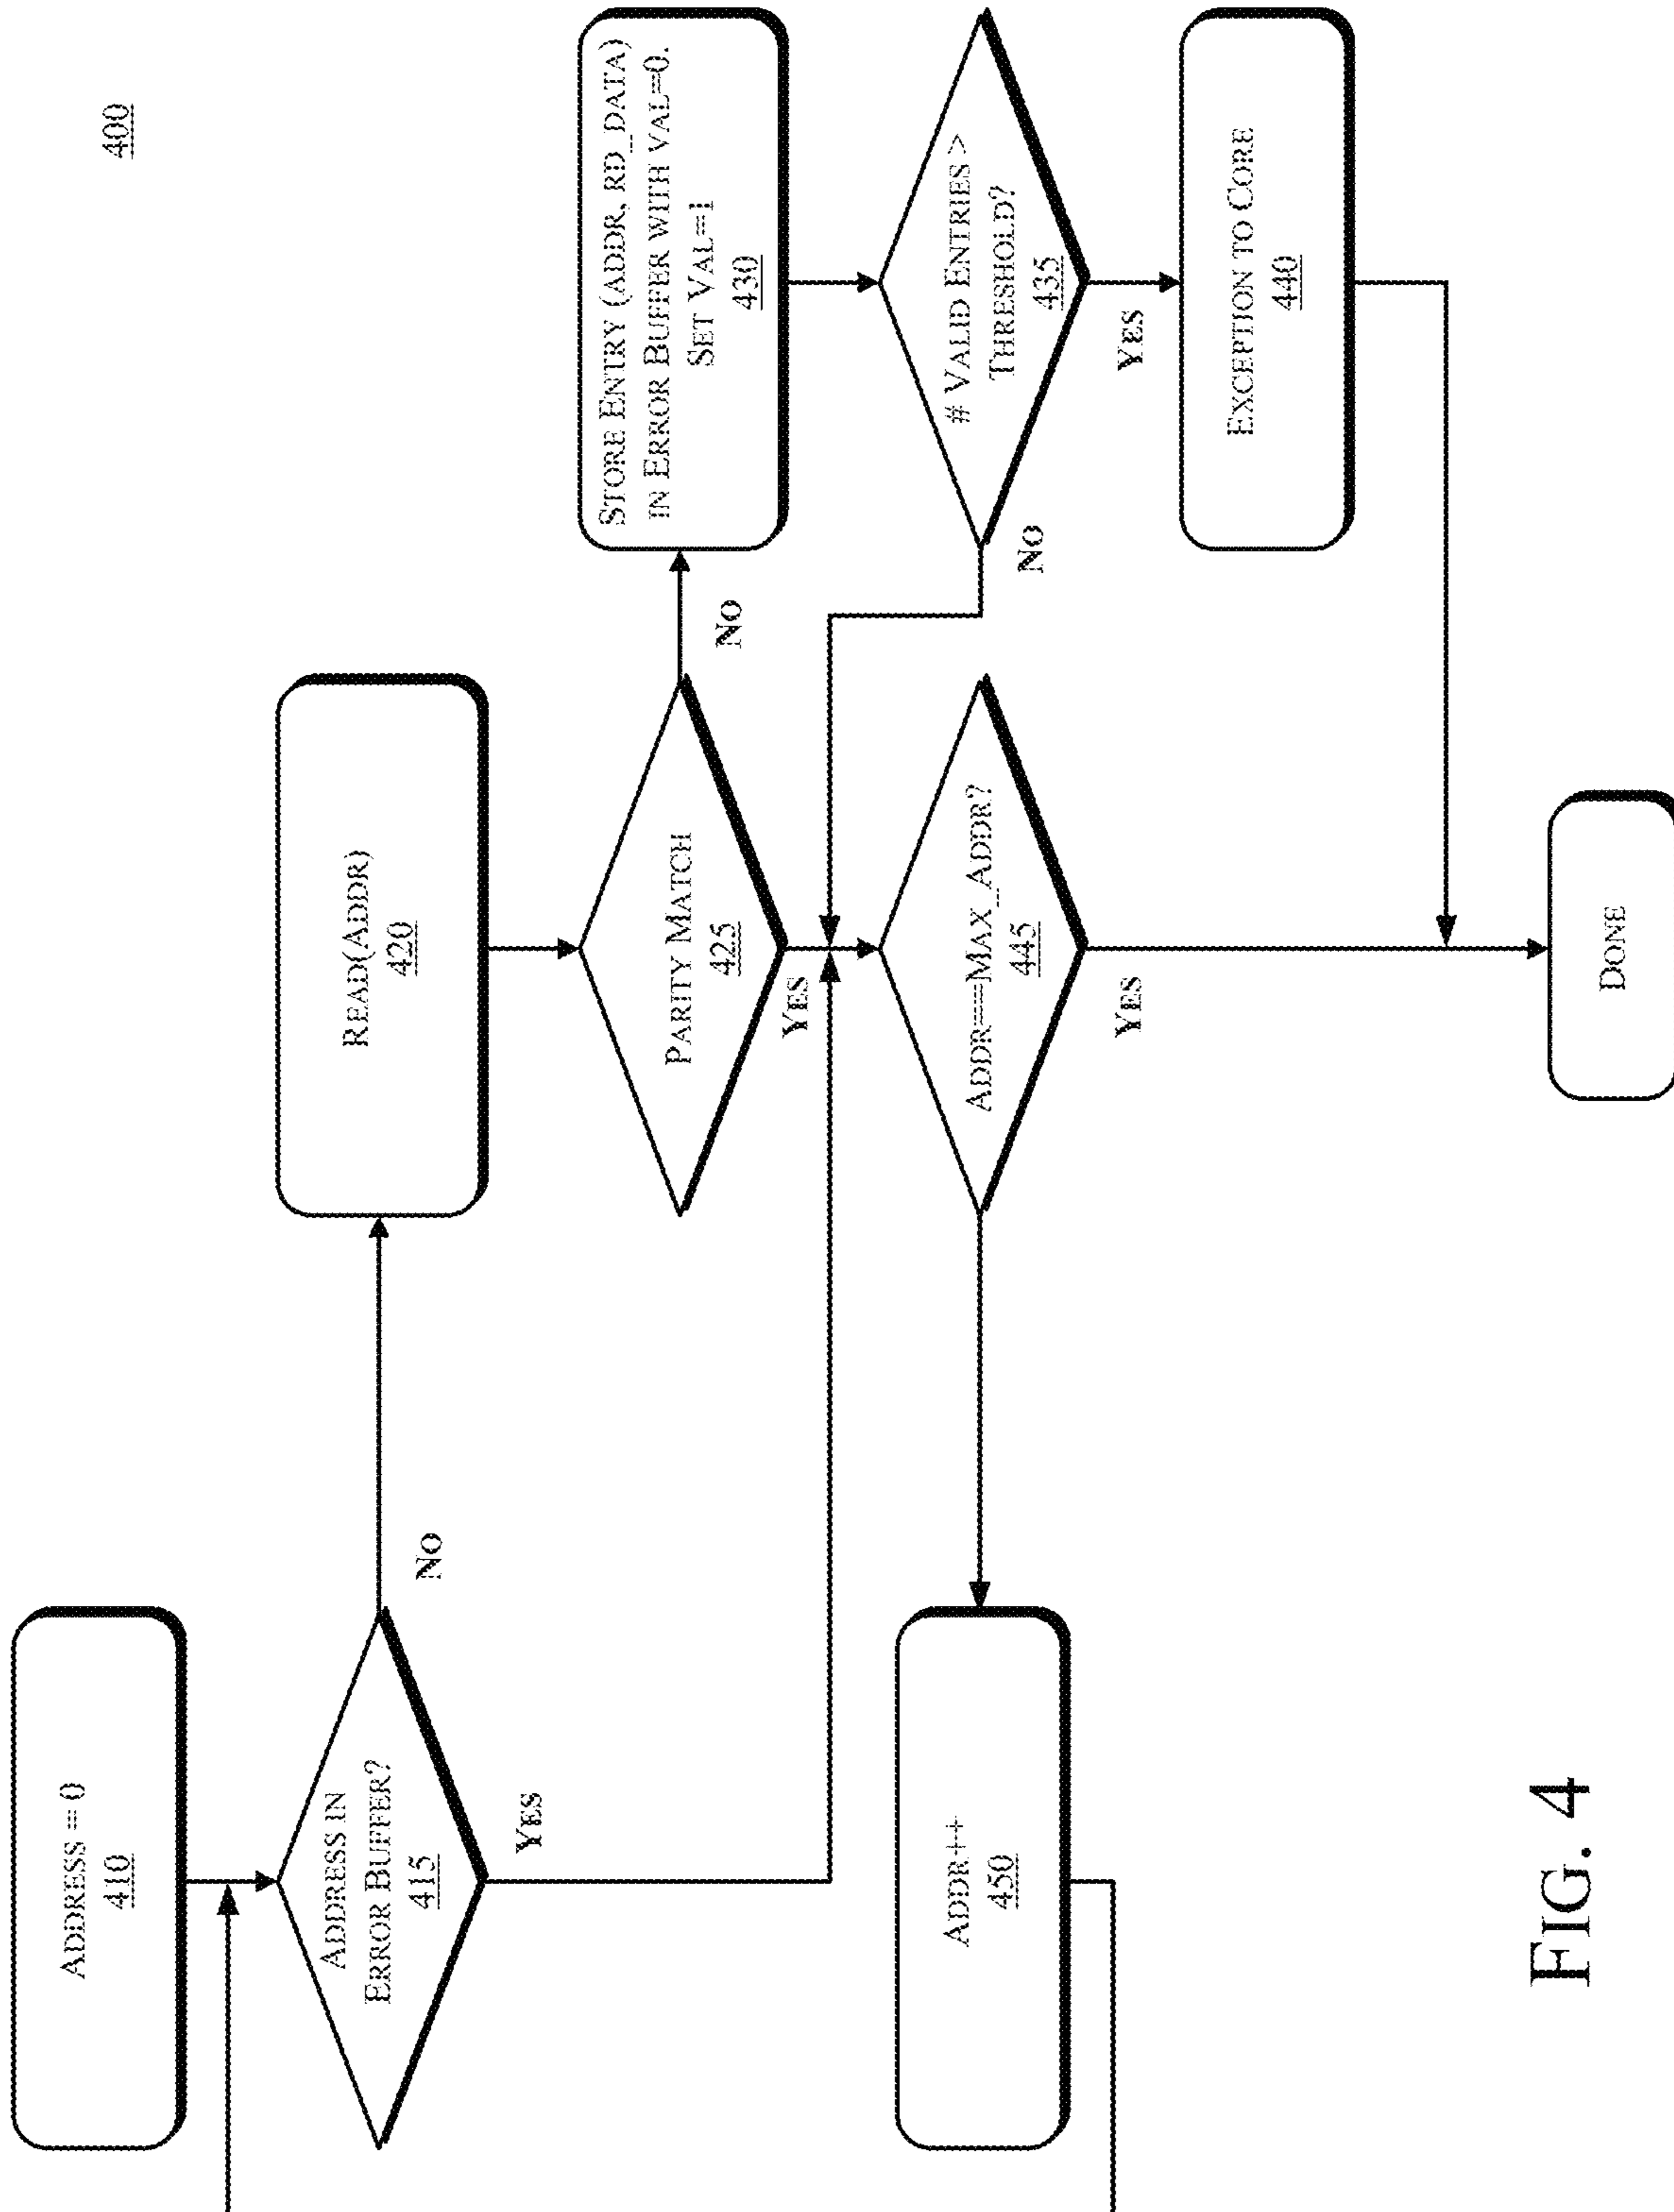 400
ADDRESS = 0
410
ADDRESS IN
ERROR BUFFER?
415
NO
YES
READ(ADDR)
420
PARITY MATCH
425
NO
YES
STORE ENTRY (ADDR, RD_DATA)
IN ERROR BUFFER WITH VAL==0.
SET VAL=1
430
# VALID ENTRIES >
THRESHOLD?
435
NO
YES
EXCEPTION TO CORE
440
ADDR==MAX_ADDR?
445
YES
ADDR++
450
DONE
FIG. 4